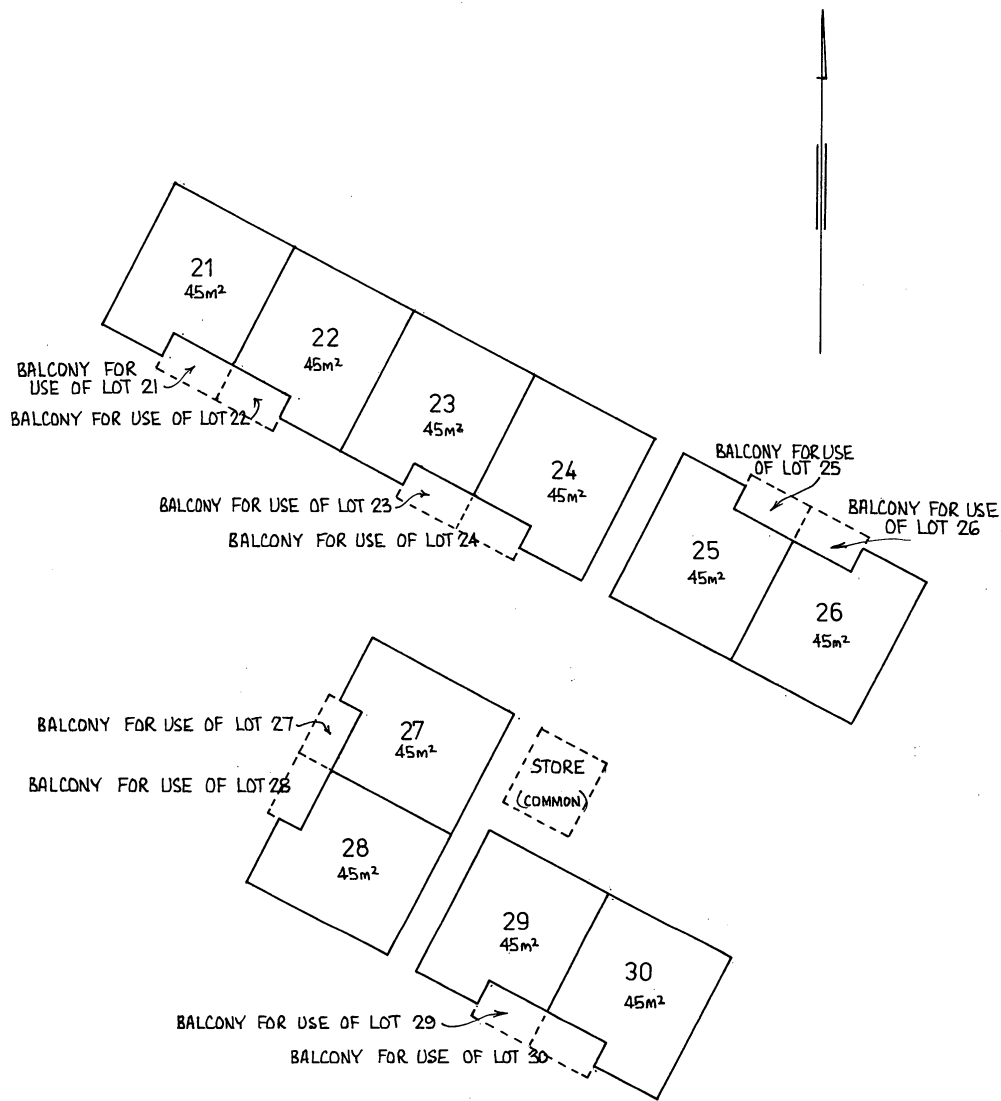 21
45m²
22
45m²
23
45m²
24
45m²
BALCONY FOR
USE OF LOT 21
BALCONY FOR USE OF LOT 22
BALCONY FOR USE OF LOT 23
BALCONY FOR USE OF LOT 24
BALCONY FOR USE
OF LOT 25
BALCONY FOR USE
OF LOT 26
25
45m²
26
45m²
BALCONY FOR USE OF LOT 27
27
45m²
BALCONY FOR USE OF LOT 28
28
45m²
STORE
(COMMON)
29
45m²
30
45m²
BALCONY FOR USE OF LOT 29
BALCONY FOR USE OF LOT 30